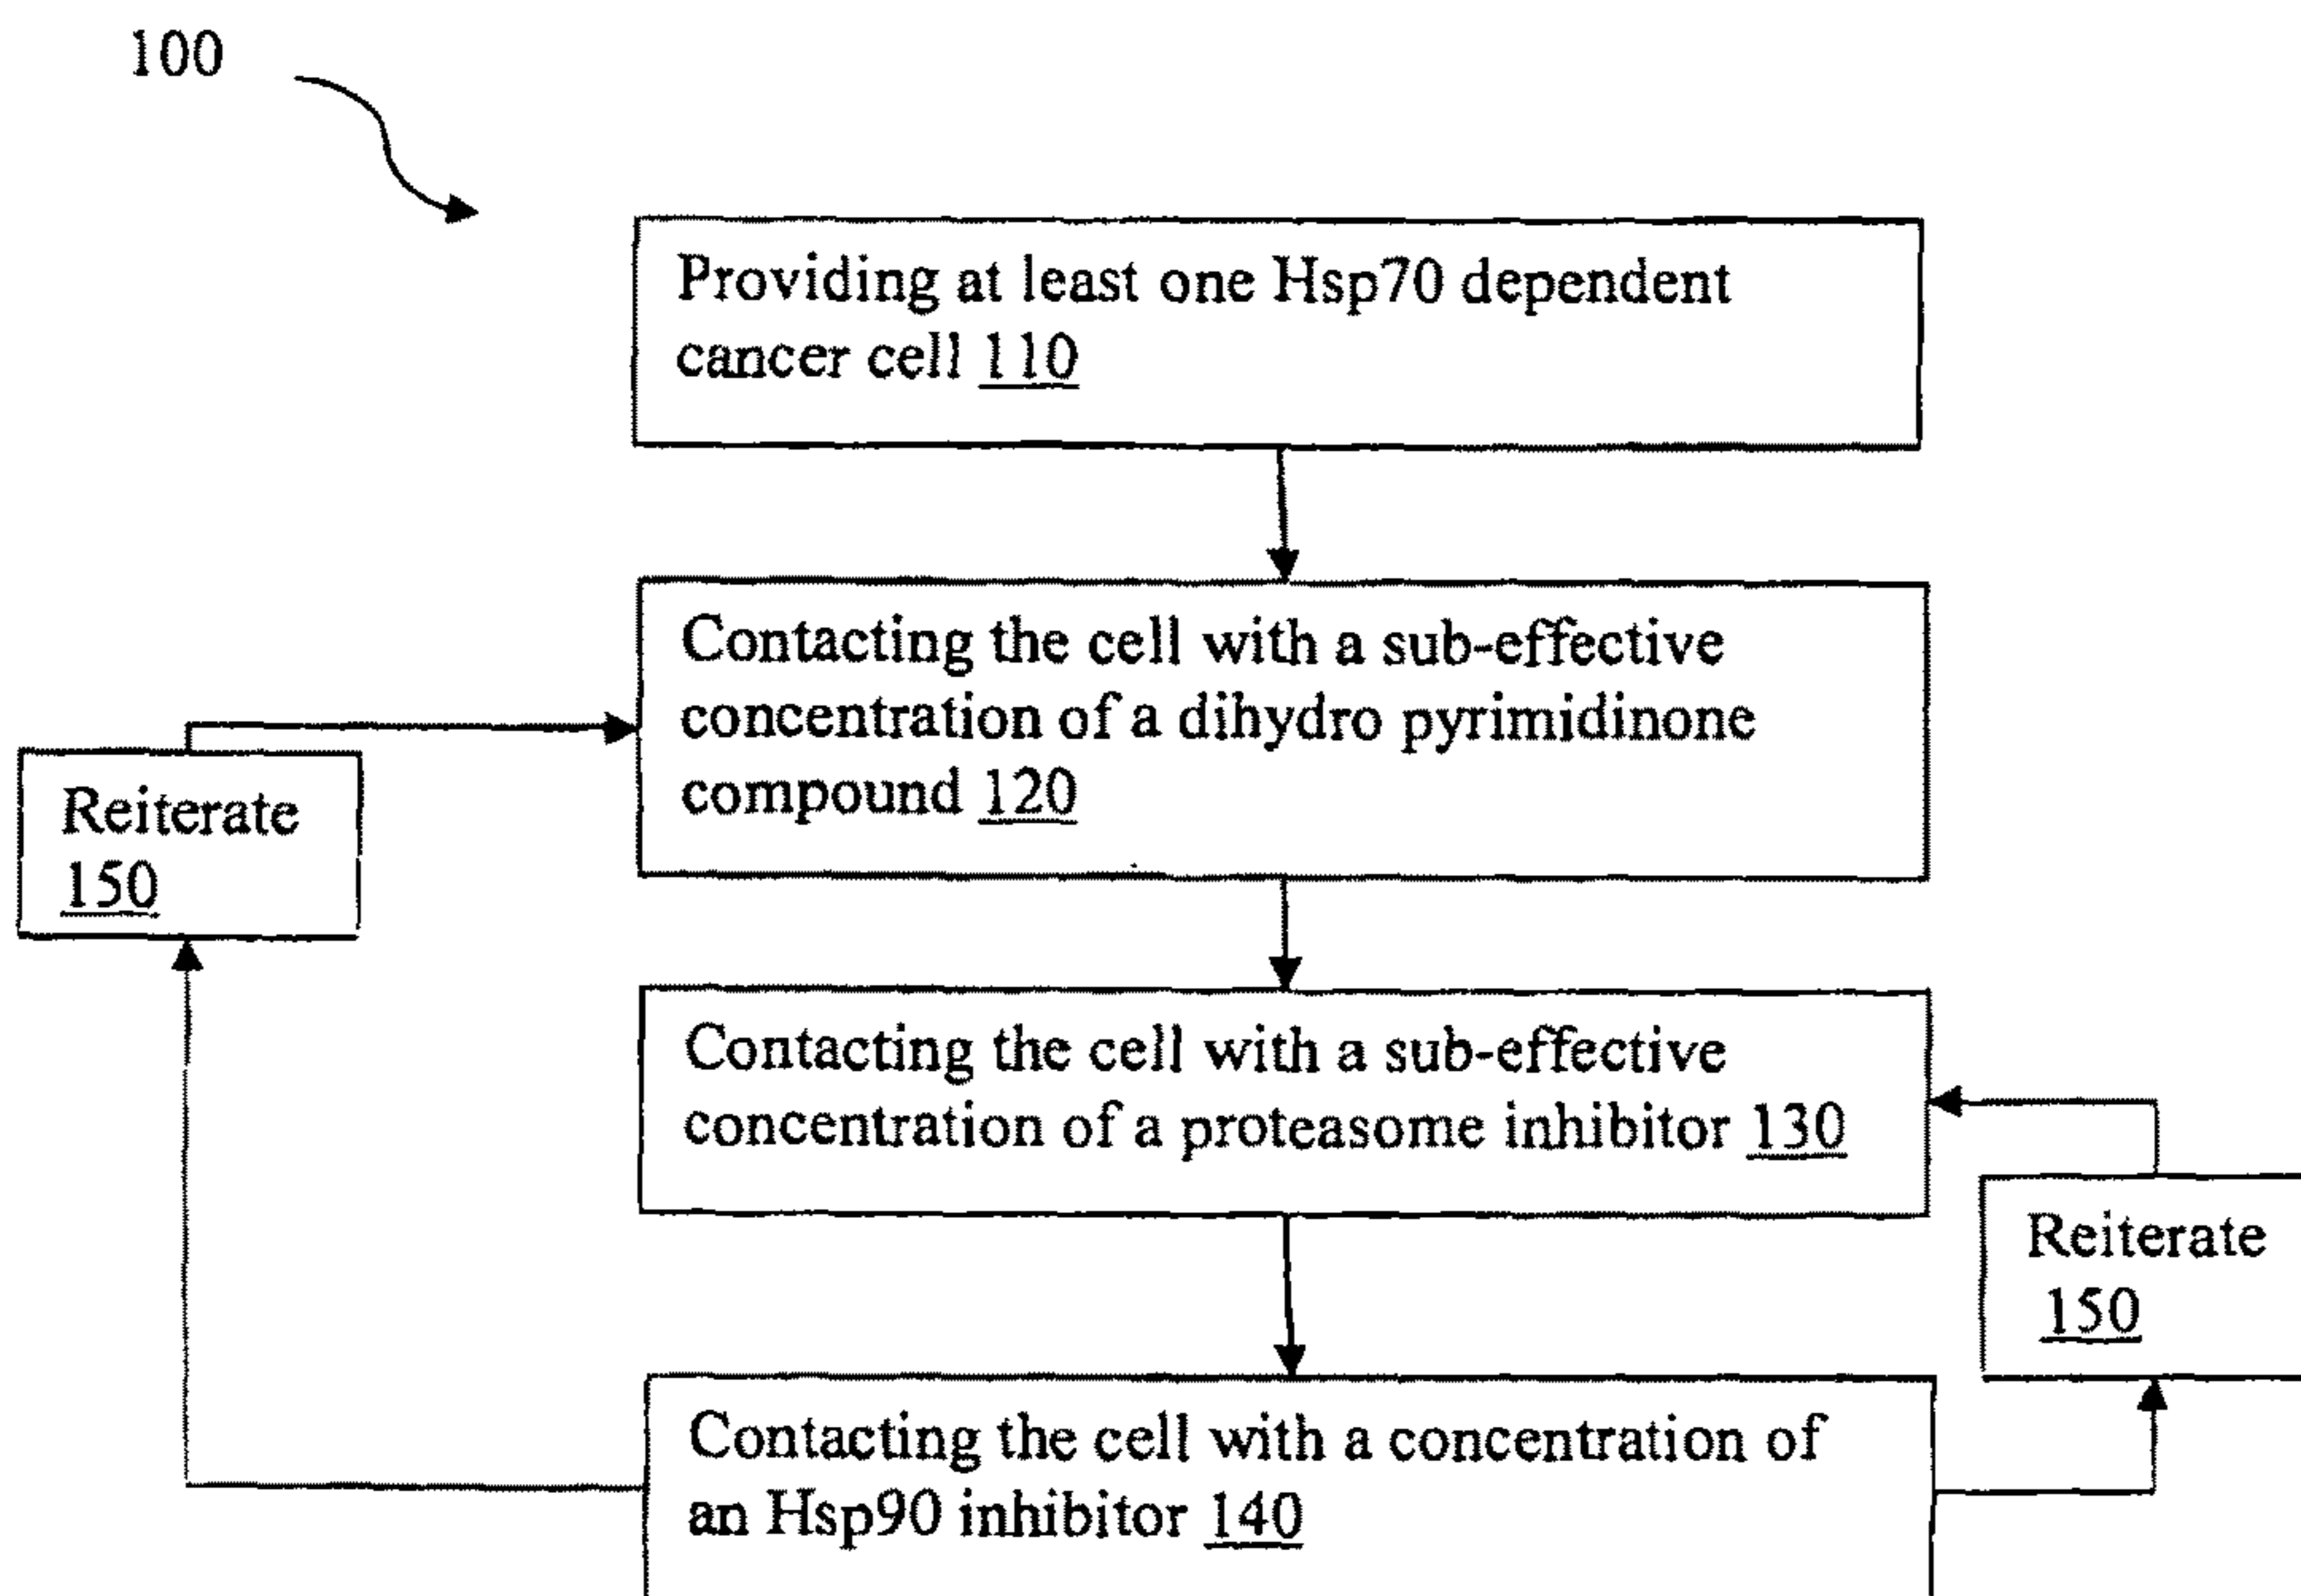 100
Providing at least one Hsp70 dependent
cancer cell 110
Contacting the cell with a sub-effective
concentration of a dihydro pyrimidinone
compound 120
Reiterate
150
Contacting the cell with a sub-effective
concentration of a proteasome inhibitor 130
Reiterate
150
Contacting the cell with a concentration of
an Hsp90 inhibitor 140